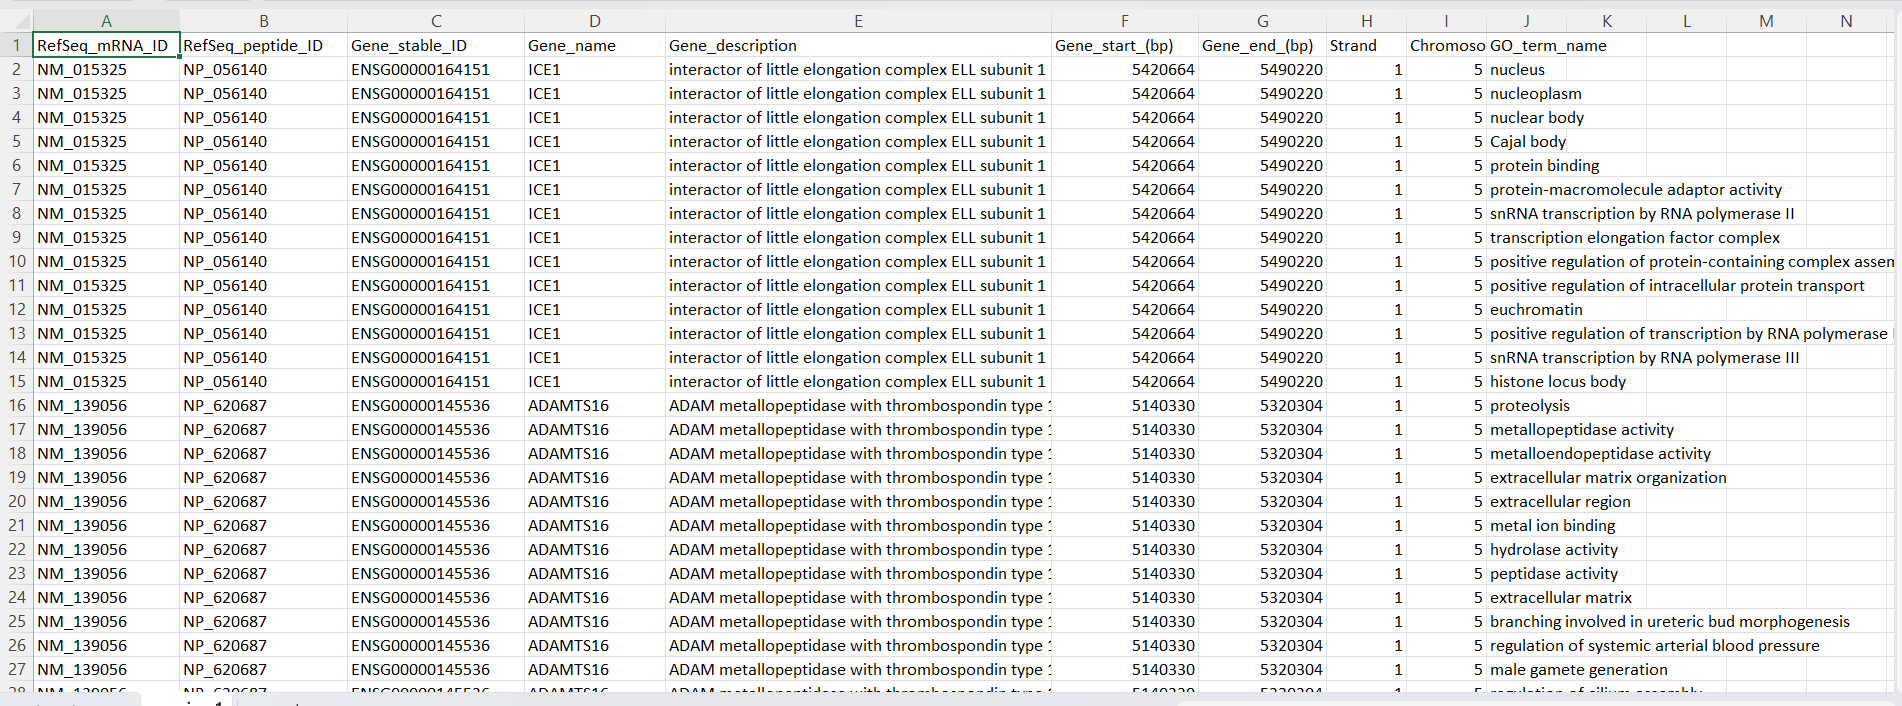 A B C D E F G H I J K L M N
1 RefSeq_mRNA_ID RefSeq_peptide_ID Gene_stable_ID Gene_name Gene_description Gene_start_(bp) Gene_end_(bp) Strand Chromoso GO_term_name
2 NM_015325 NP_056140 ENSG00000164151 ICE1 interactor of little elongation complex ELL subunit 1 5420664 5490220 1 5 nucleus
3 NM_015325 NP_056140 ENSG00000164151 ICE1 interactor of little elongation complex ELL subunit 1 5420664 5490220 1 5 nucleoplasm
4 NM_015325 NP_056140 ENSG00000164151 ICE1 interactor of little elongation complex ELL subunit 1 5420664 5490220 1 5 nuclear body
5 NM_015325 NP_056140 ENSG00000164151 ICE1 interactor of little elongation complex ELL subunit 1 5420664 5490220 1 5 Cajal body
6 NM_015325 NP_056140 ENSG00000164151 ICE1 interactor of little elongation complex ELL subunit 1 5420664 5490220 1 5 protein binding
7 NM_015325 NP_056140 ENSG00000164151 ICE1 interactor of little elongation complex ELL subunit 1 5420664 5490220 1 5 protein-macromolecule adaptor activity
8 NM_015325 NP_056140 ENSG00000164151 ICE1 interactor of little elongation complex ELL subunit 1 5420664 5490220 1 5 snRNA transcription by RNA polymerase II
9 NM_015325 NP_056140 ENSG00000164151 ICE1 interactor of little elongation complex ELL subunit 1 5420664 5490220 1 5 transcription elongation factor complex
10 NM_015325 NP_056140 ENSG00000164151 ICE1 interactor of little elongation complex ELL subunit 1 5420664 5490220 1 5 positive regulation of protein-containing complex assem
11 NM_015325 NP_056140 ENSG00000164151 ICE1 interactor of little elongation complex ELL subunit 1 5420664 5490220 1 5 positive regulation of intracellular protein transport
12 NM_015325 NP_056140 ENSG00000164151 ICE1 interactor of little elongation complex ELL subunit 1 5420664 5490220 1 5 euchromatin
13 NM_015325 NP_056140 ENSG00000164151 ICE1 interactor of little elongation complex ELL subunit 1 5420664 5490220 1 5 positive regulation of transcription by RNA polymerase
14 NM_015325 NP_056140 ENSG00000164151 ICE1 interactor of little elongation complex ELL subunit 1 5420664 5490220 1 5 snRNA transcription by RNA polymerase III
15 NM_015325 NP_056140 ENSG00000164151 ICE1 interactor of little elongation complex ELL subunit 1 5420664 5490220 1 5 histone locus body
16 NM_139056 NP_620687 ENSG00000145536 ADAMTS16 ADAM metallopeptidase with thrombospondin type 1 5140330 5320304 1 5 proteolysis
17 NM_139056 NP_620687 ENSG00000145536 ADAMTS16 ADAM metallopeptidase with thrombospondin type 1 5140330 5320304 1 5 metallopeptidase activity
18 NM_139056 NP_620687 ENSG00000145536 ADAMTS16 ADAM metallopeptidase with thrombospondin type 1 5140330 5320304 1 5 metalloendopeptidase activity
19 NM_139056 NP_620687 ENSG00000145536 ADAMTS16 ADAM metallopeptidase with thrombospondin type 1 5140330 5320304 1 5 extracellular matrix organization
20 NM_139056 NP_620687 ENSG00000145536 ADAMTS16 ADAM metallopeptidase with thrombospondin type 1 5140330 5320304 1 5 extracellular region
21 NM_139056 NP_620687 ENSG00000145536 ADAMTS16 ADAM metallopeptidase with thrombospondin type 1 5140330 5320304 1 5 metal ion binding
22 NM_139056 NP_620687 ENSG00000145536 ADAMTS16 ADAM metallopeptidase with thrombospondin type 1 5140330 5320304 1 5 hydrolase activity
23 NM_139056 NP_620687 ENSG00000145536 ADAMTS16 ADAM metallopeptidase with thrombospondin type 1 5140330 5320304 1 5 peptidase activity
24 NM_139056 NP_620687 ENSG00000145536 ADAMTS16 ADAM metallopeptidase with thrombospondin type 1 5140330 5320304 1 5 extracellular matrix
25 NM_139056 NP_620687 ENSG00000145536 ADAMTS16 ADAM metallopeptidase with thrombospondin type 1 5140330 5320304 1 5 branching involved in ureteric bud morphogenesis
26 NM_139056 NP_620687 ENSG00000145536 ADAMTS16 ADAM metallopeptidase with thrombospondin type 1 5140330 5320304 1 5 regulation of systemic arterial blood pressure
27 NM_139056 NP_620687 ENSG00000145536 ADAMTS16 ADAM metallopeptidase with thrombospondin type 1 5140330 5320304 1 5 male gamete generation